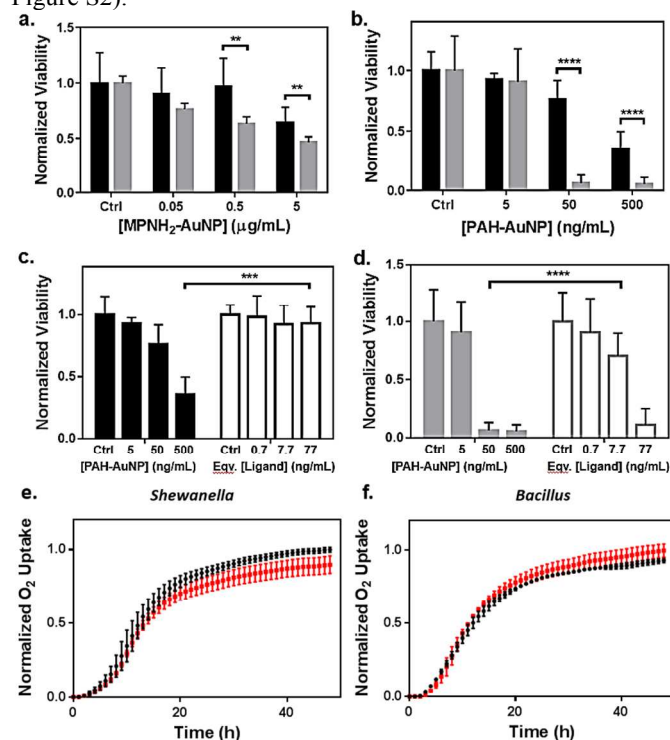 Figure S2).
a.
b.
1.5
1.0
0.5
0.0
Normalized Viability
**
**
Ctrl 0.05 0.5 5
[MPNH2-AuNP] (μg/mL)
1.0
0.5
0.0
Normalized Viability
****
****
Ctrl 5 50 500
[PAH-AuNP] (ng/mL)
c.
d.
1.0
0.5
0.0
Normalized Viability
***
Ctrl 5 50 500 Ctrl 0.7 7.7 77
[PAH-AuNP] (ng/mL) Eqv. [Ligand] (ng/mL)
1.5
1.0
0.5
0.0
Normalized Viability
****
Ctrl 5 50 500 Ctrl 0.7 7.7 77
[PAH-AuNP] (ng/mL) Eqv. [Ligand] (ng/mL)
e. Shewanella
f. Bacillus
1.0
0.5
0.0
Normalized O2 Uptake
0 20 40
Time (h)
1.0
0.5
0.0
Normalized O2 Uptake
0 20 40
Time (h)